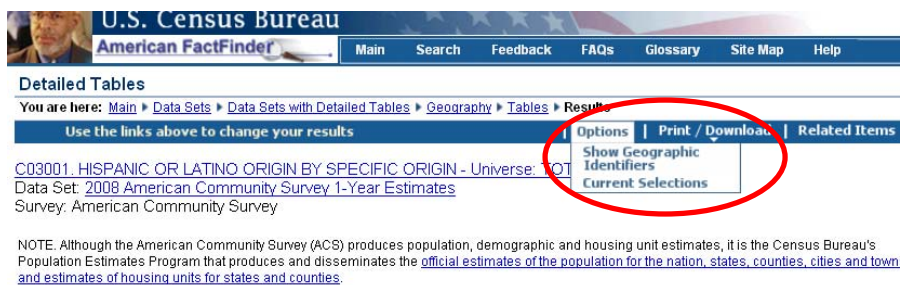 U.S. Census Bureau
American FactFinder
Main Search Feedback FAQs Glossary Site Map Help
Detailed Tables
You are here: Main ▶ Data Sets ▶ Data Sets with Detailed Tables ▶ Geography ▶ Tables ▶ Results
Use the links above to change your results | Options | Print / Download | Related Items
Show Geographic
Identifiers
Current Selections
C03001. HISPANIC OR LATINO ORIGIN BY SPECIFIC ORIGIN - Universe: TOT
Data Set: 2008 American Community Survey 1-Year Estimates
Survey: American Community Survey
NOTE. Although the American Community Survey (ACS) produces population, demographic and housing unit estimates, it is the Census Bureau's
Population Estimates Program that produces and disseminates the official estimates of the population for the nation, states, counties, cities and town
and estimates of housing units for states and counties.